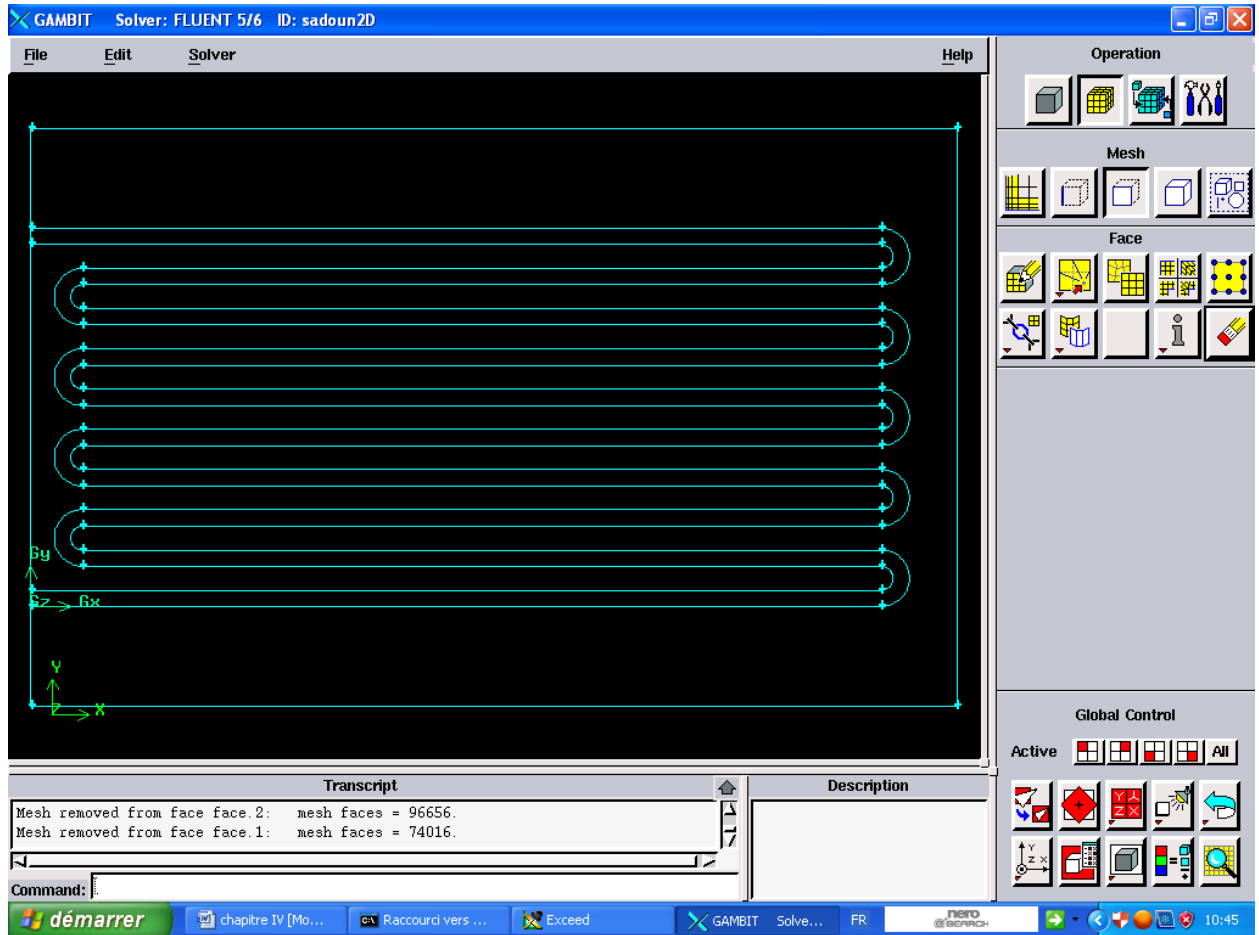 GAMBIT Solver: FLUENT 5/6 ID: sadoun2D
File Edit Solver Help
Operation
Mesh
Face
Gy
Gz Gx
Y
Z X
Global Control
Active All
Transcript
Description
Mesh removed from face face.2: mesh faces = 96656.
Mesh removed from face face.1: mesh faces = 74016.
Command:
démarrer chapitre IV [Mo... Raccourci vers ... Exceed GAMBIT Solve... FR nero SEARCH 10:45